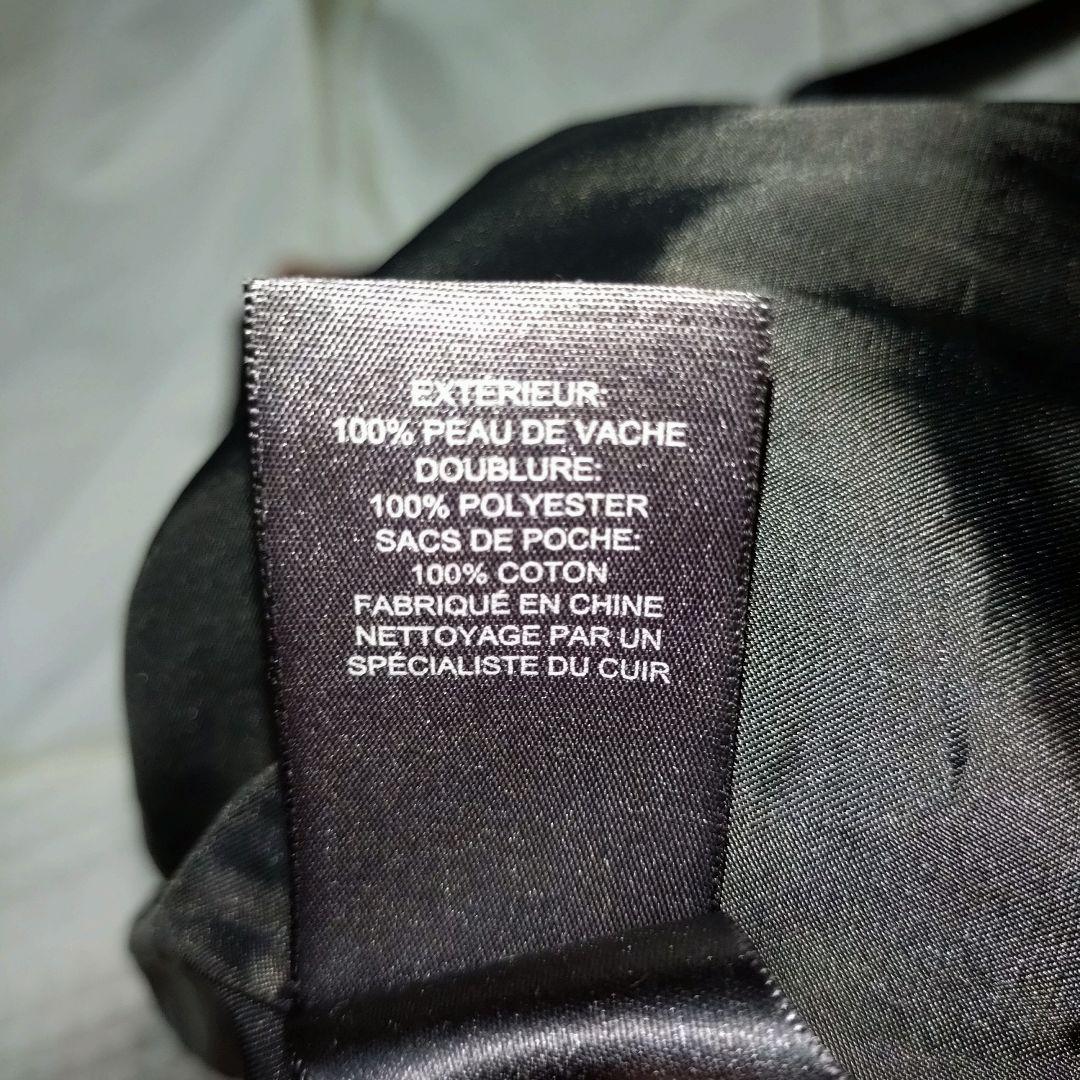 EXTÉRIEUR:
100% PEAU DE VACHE
DOUBLURE:
100% POLYESTER
SACS DE POCHE:
100% COTON
FABRIQUÉ EN CHINE
NETTOYAGE PAR UN
SPÉCIALISTE DU CUIR